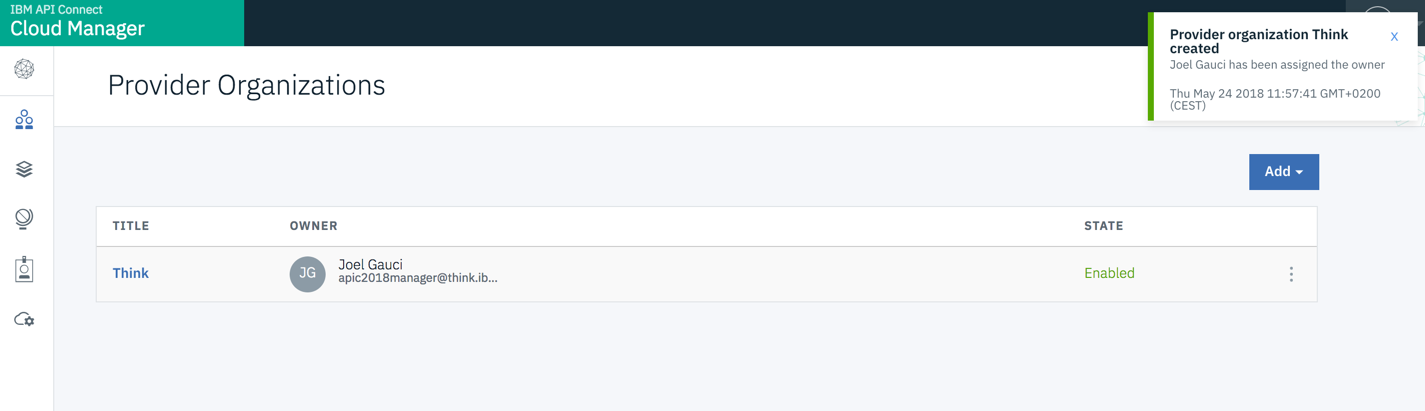 IBM API Connect
Cloud Manager
Provider organization Think
created
X
Joel Gauci has been assigned the owner
Thu May 24 2018 11:57:41 GMT+0200
(CEST)
Provider Organizations
Add
TITLE OWNER STATE
Think JG Joel Gauci Enabled
apic2018manager@think.ib...